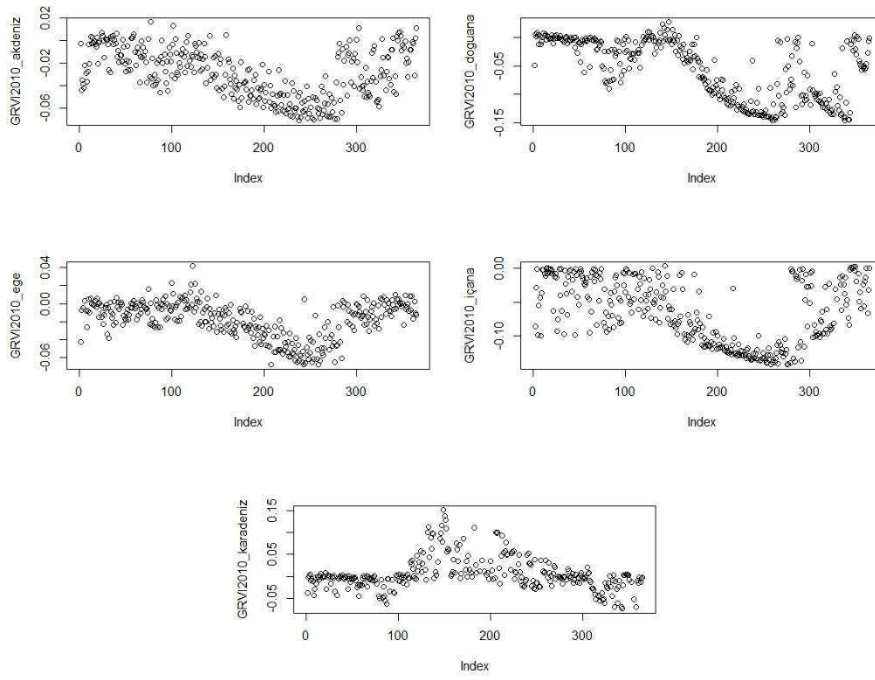 GRVI2010_akdeniz
0.02
-0.02
-0.06
0 100 200 300
Index
GRVI2010_doguana
-0.05
-0.15
0 100 200 300
Index
GRVI2010_ege
0.04
0.00
-0.06
0 100 200 300
Index
GRVI2010_içana
0.00
-0.10
0 100 200 300
Index
GRVI2010_karadeniz
0.15
0.05
-0.05
0 100 200 300
Index